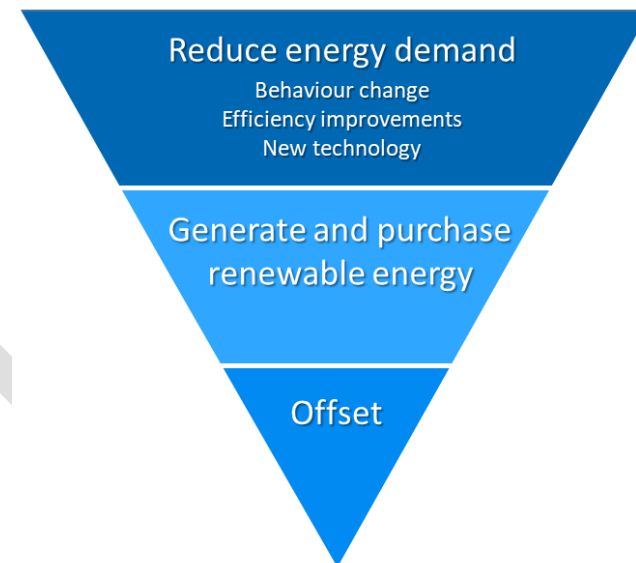 Reduce energy demand
Behaviour change
Efficiency improvements
New technology
Generate and purchase
renewable energy
Offset